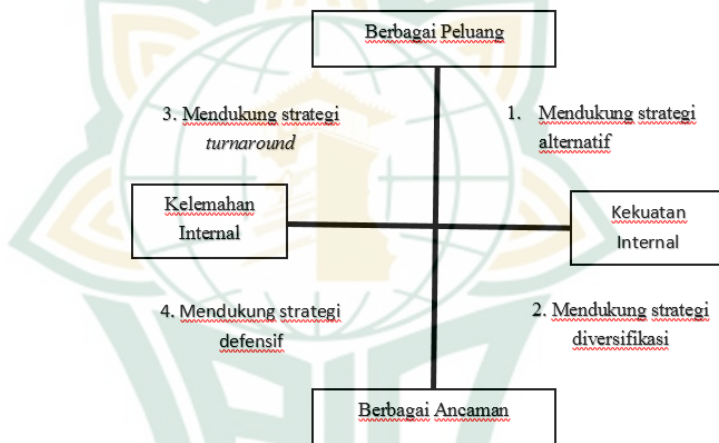 Berbagai Peluang
3. Mendukung strategi
turnaround
1. Mendukung strategi
alternatif
Kelemahan
Internal
Kekuatan
Internal
4. Mendukung strategi
defensif
2. Mendukung strategi
diversifikasi
Berbagai Ancaman